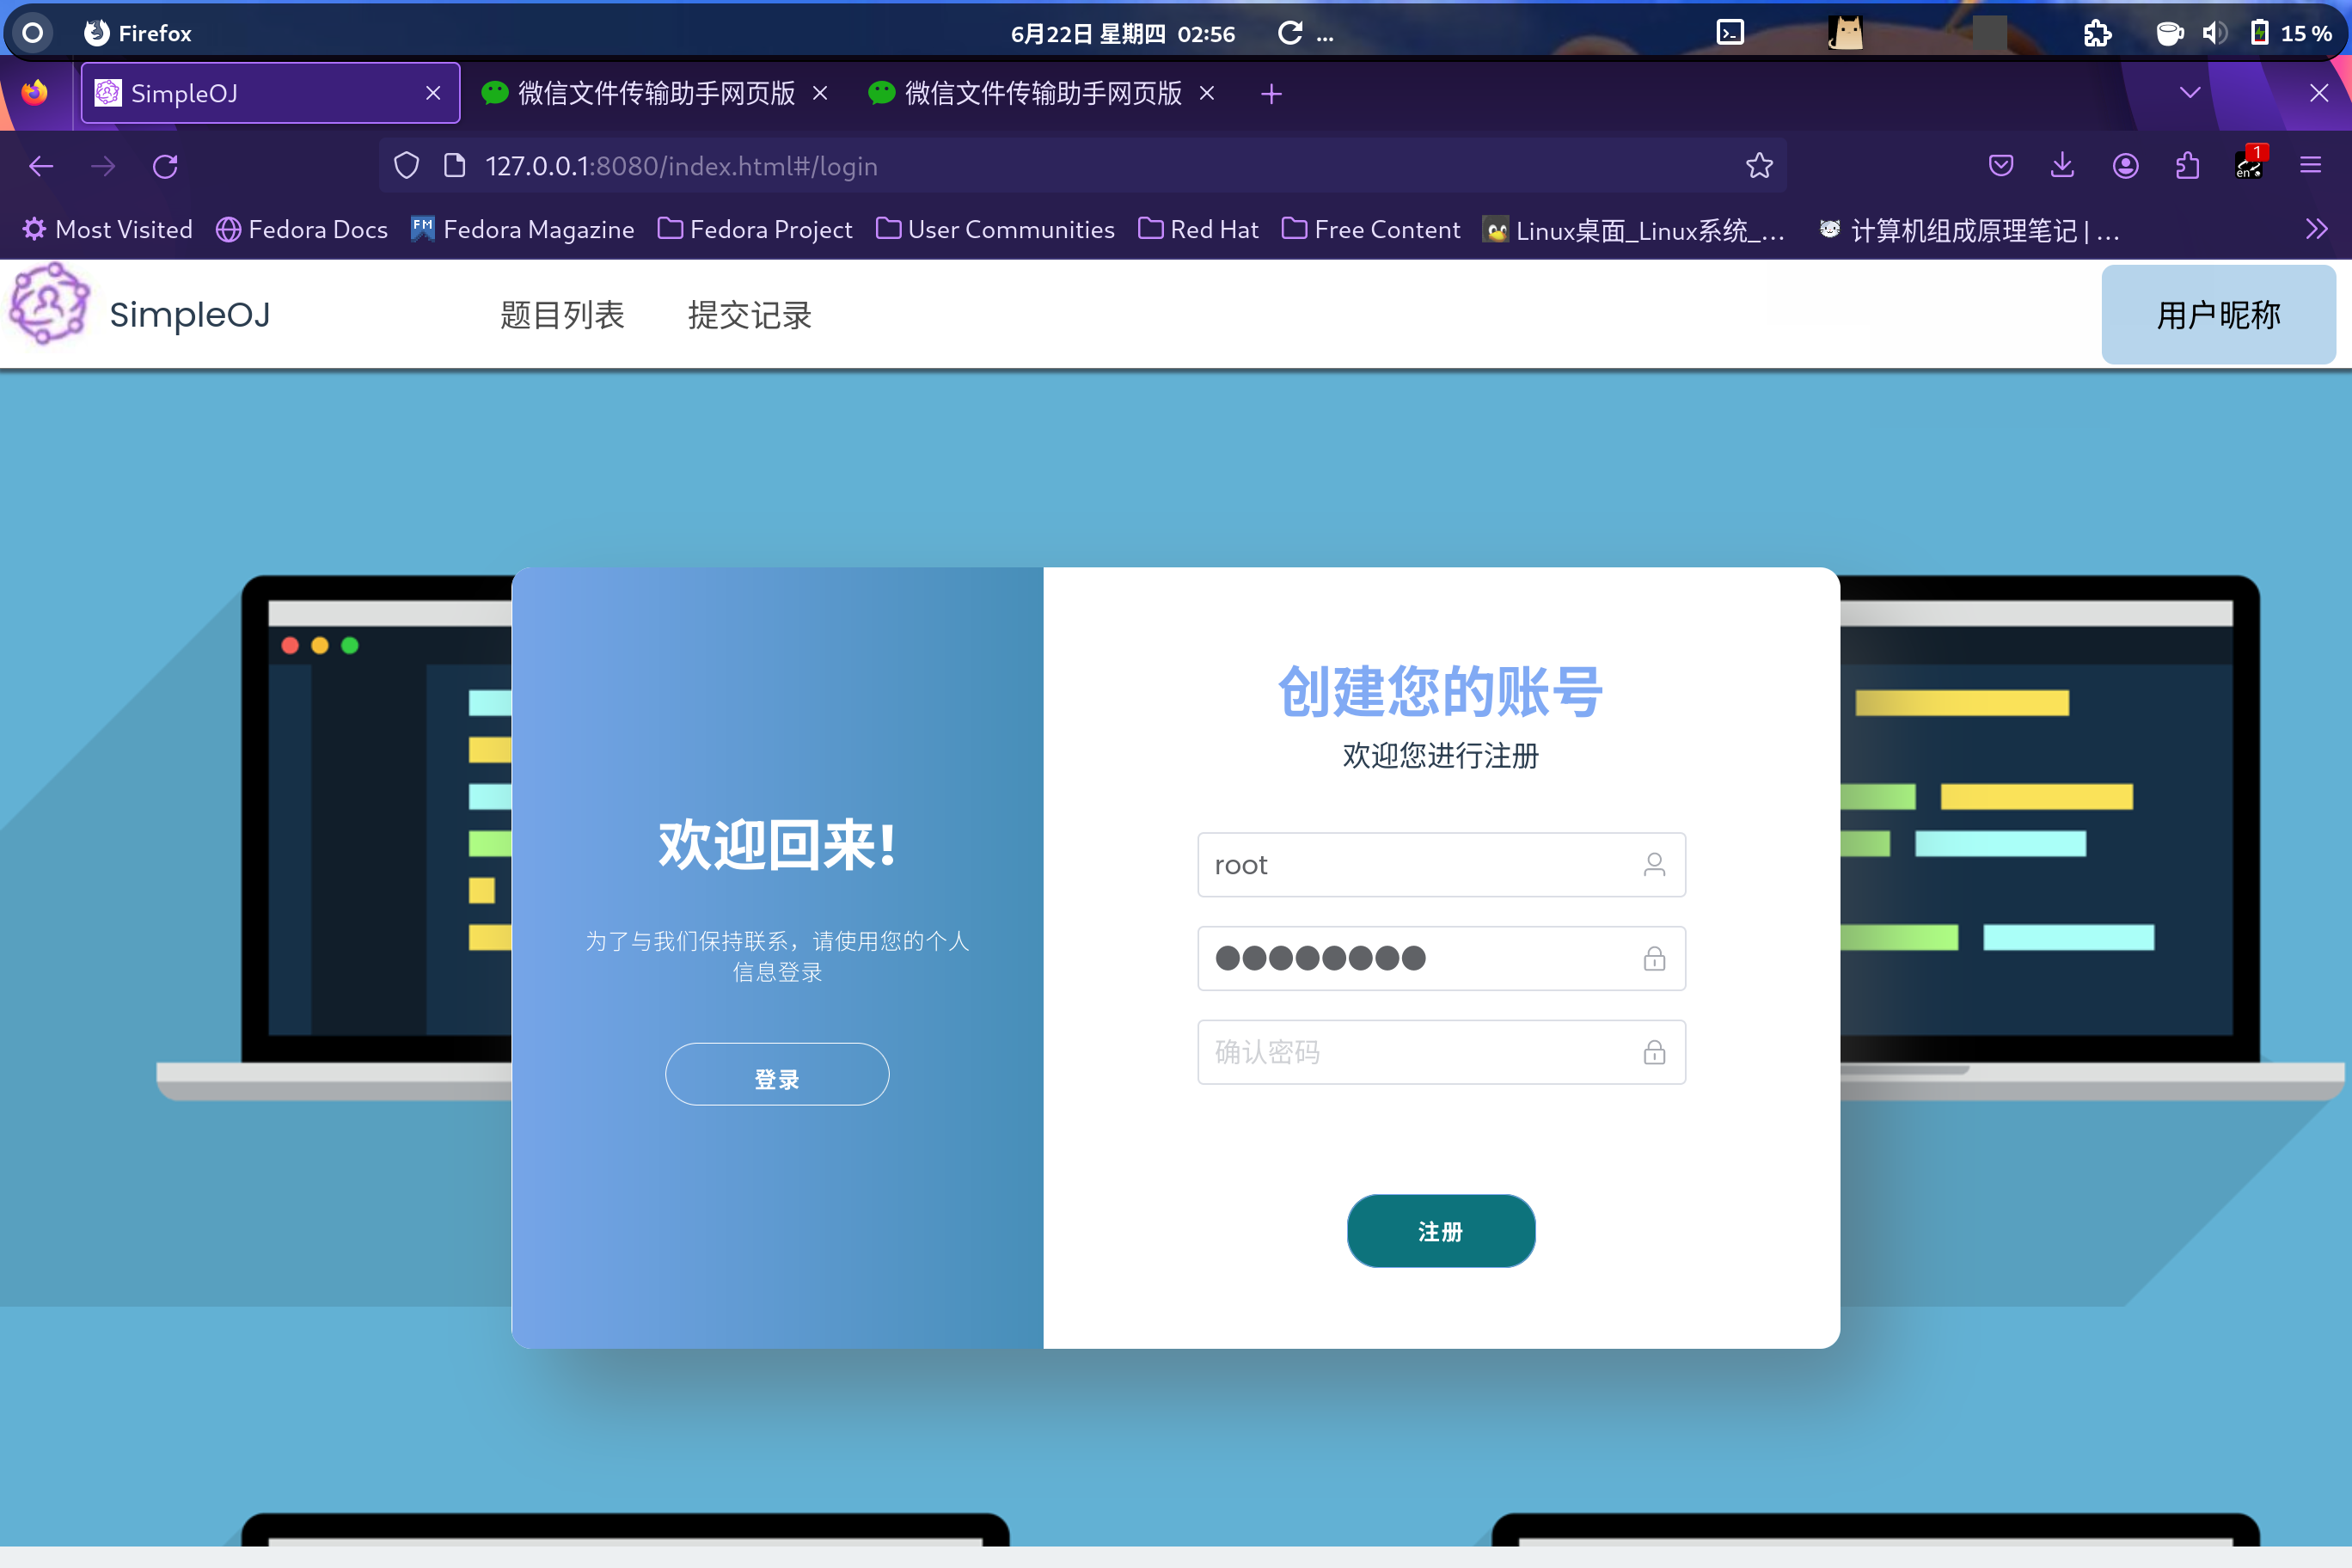 Firefox
6月22日 星期四 02:56
...
15 %
SimpleOJ
微信文件传输助手网页版
微信文件传输助手网页版
127.0.0.1:8080/index.html#/login
1
en
Most Visited
Fedora Docs
FM
Fedora Magazine
Fedora Project
User Communities
Red Hat
Free Content
Linux桌面_Linux系统_...
计算机组成原理笔记 | ...
SimpleOJ
题目列表
提交记录
用户昵称
欢迎回来!
为了与我们保持联系，请使用您的个人
信息登录
登录
创建您的账号
欢迎您进行注册
root
确认密码
注册